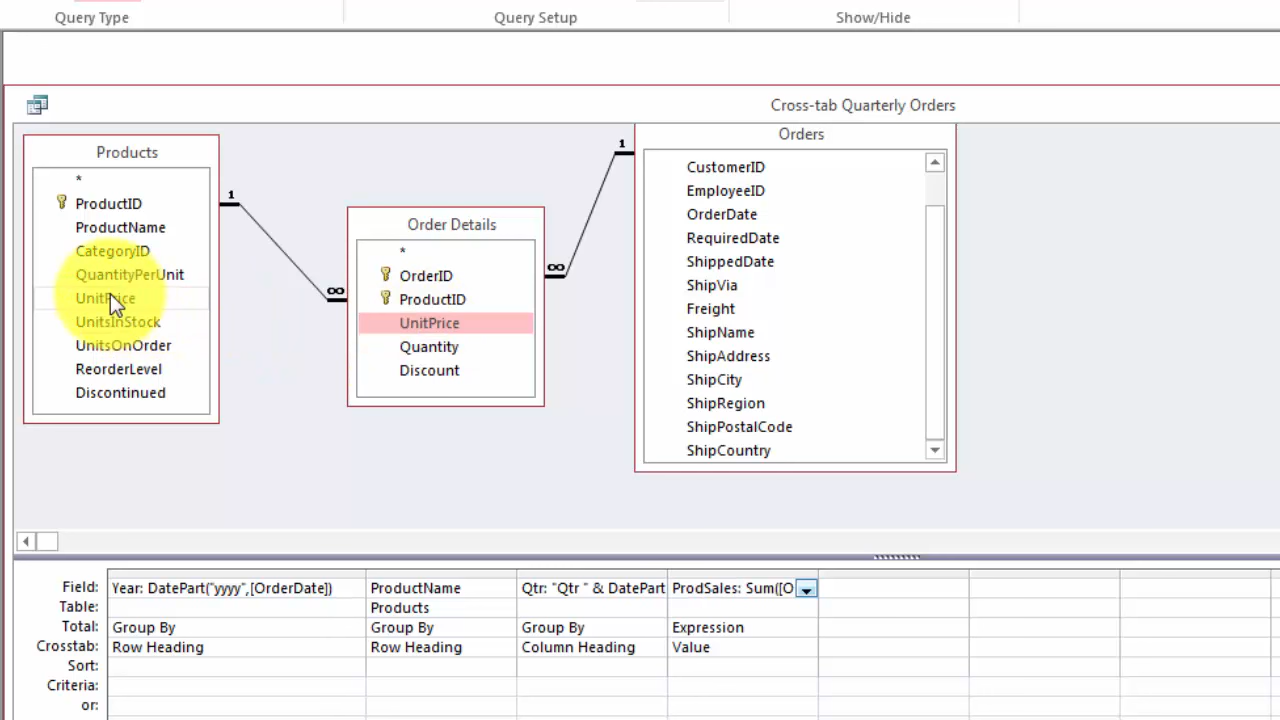 Query Type Query Setup Show/Hide
Cross-tab Quarterly Orders
Products
*
ProductID
ProductName
CategoryID
QuantityPerUnit
UnitPrice
UnitsInStock
UnitsOnOrder
ReorderLevel
Discontinued
1
∞
Order Details
*
OrderID
ProductID
UnitPrice
Quantity
Discount
1
∞
Orders
CustomerID
EmployeeID
OrderDate
RequiredDate
ShippedDate
ShipVia
Freight
ShipName
ShipAddress
ShipCity
ShipRegion
ShipPostalCode
ShipCountry
Field: Year: DatePart("yyyy",[OrderDate]) ProductName Qtr: "Qtr " & DatePart ProdSales: Sum([O
Table: Products
Total: Group By Group By Group By Expression
Crosstab: Row Heading Row Heading Column Heading Value
Sort:
Criteria:
or: